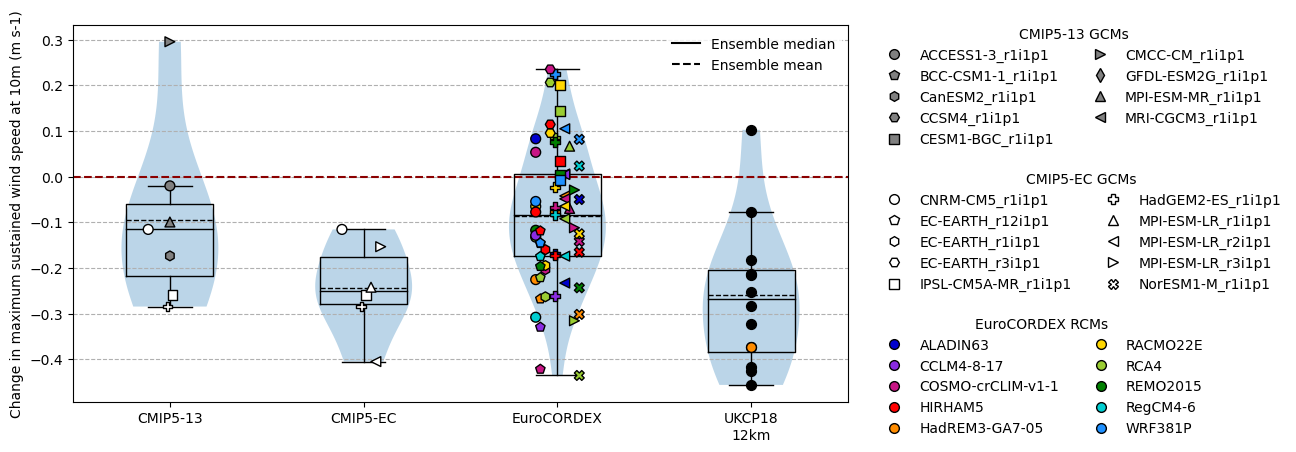 Change in maximum sustained wind speed at 10m (m s-1)
0.3
0.2
0.1
0.0
−0.1
−0.2
−0.3
−0.4
Ensemble median
Ensemble mean
CMIP5-13
CMIP5-EC
EuroCORDEX
UKCP18
12km
CMIP5-13 GCMs
ACCESS1-3_r1i1p1
BCC-CSM1-1_r1i1p1
CanESM2_r1i1p1
CCSM4_r1i1p1
CESM1-BGC_r1i1p1
CMCC-CM_r1i1p1
GFDL-ESM2G_r1i1p1
MPI-ESM-MR_r1i1p1
MRI-CGCM3_r1i1p1
CMIP5-EC GCMs
CNRM-CM5_r1i1p1
EC-EARTH_r12i1p1
EC-EARTH_r1i1p1
EC-EARTH_r3i1p1
IPSL-CM5A-MR_r1i1p1
HadGEM2-ES_r1i1p1
MPI-ESM-LR_r1i1p1
MPI-ESM-LR_r2i1p1
MPI-ESM-LR_r3i1p1
NorESM1-M_r1i1p1
EuroCORDEX RCMs
ALADIN63
CCLM4-8-17
COSMO-crCLIM-v1-1
HIRHAM5
HadREM3-GA7-05
RACMO22E
RCA4
REMO2015
RegCM4-6
WRF381P